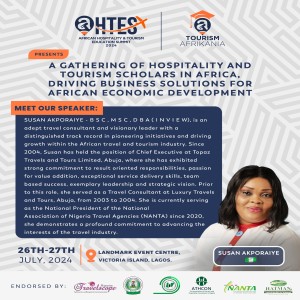 AHTES
AFRICAN HOSPITALITY & TOURISM
EDUCATION SUMMIT
2024
TOURISM
AFRIKANIA
PRESENTS
A GATHERING OF HOSPITALITY AND
TOURISM SCHOLARS IN AFRICA,
DRIVING BUSINESS SOLUTIONS FOR
AFRICAN ECONOMIC DEVELOPMENT
MEET OUR SPEAKER:
SUSAN AKPORAIYE - BSC, MSC, DBA (IN VIEW), is an
adept travel consultant and visionary leader with a
distinguished track record in pioneering initiatives and driving
growth within the African travel and tourism industry. Since
2004, Susan has held the position of Chief Executive at Topaz
Travels and Tours Limited, Abuja, where she has exhibited
strong commitment to result oriented responsibilities, passion
for value addition, exceptional service delivery skills, team
based success, exemplary leadership and strategic vision. Prior
to this role, she served as a Travel Consultant at Luxury Travels
and Tours, Abuja, from 2003 to 2004. She is currently serving
as the National President of the National
Association of Nigeria Travel Agencies (NANTA) since 2020,
she demonstrates a profound commitment to advancing the
interests of the travel industry.
26TH-27TH
JULY, 2024
LANDMARK EVENT CENTRE,
VICTORIA ISLAND, LAGOS.
SUSAN AKPORAIYE
ENDORSED BY:
Travelscope
ATHCON
NANTA
HATMAN